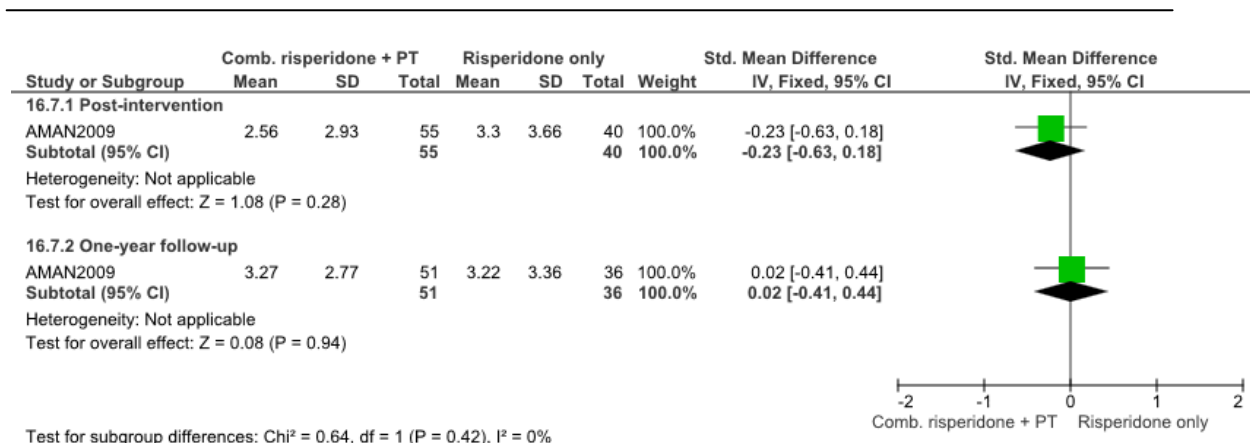 Comb. risperidone + PT Risperidone only Std. Mean Difference Std. Mean Difference
Study or Subgroup Mean SD Total Mean SD Total Weight IV, Fixed, 95% CI IV, Fixed, 95% CI
16.7.1 Post-intervention
AMAN2009 2.56 2.93 55 3.3 3.66 40 100.0% -0.23 [-0.63, 0.18]
Subtotal (95% CI) 55 40 100.0% -0.23 [-0.63, 0.18]
Heterogeneity: Not applicable
Test for overall effect: Z = 1.08 (P = 0.28)
16.7.2 One-year follow-up
AMAN2009 3.27 2.77 51 3.22 3.36 36 100.0% 0.02 [-0.41, 0.44]
Subtotal (95% CI) 51 36 100.0% 0.02 [-0.41, 0.44]
Heterogeneity: Not applicable
Test for overall effect: Z = 0.08 (P = 0.94)
-2 -1 0 1 2
Comb. risperidone + PT Risperidone only
Test for subgroup differences: Chi² = 0.64, df = 1 (P = 0.42), I² = 0%